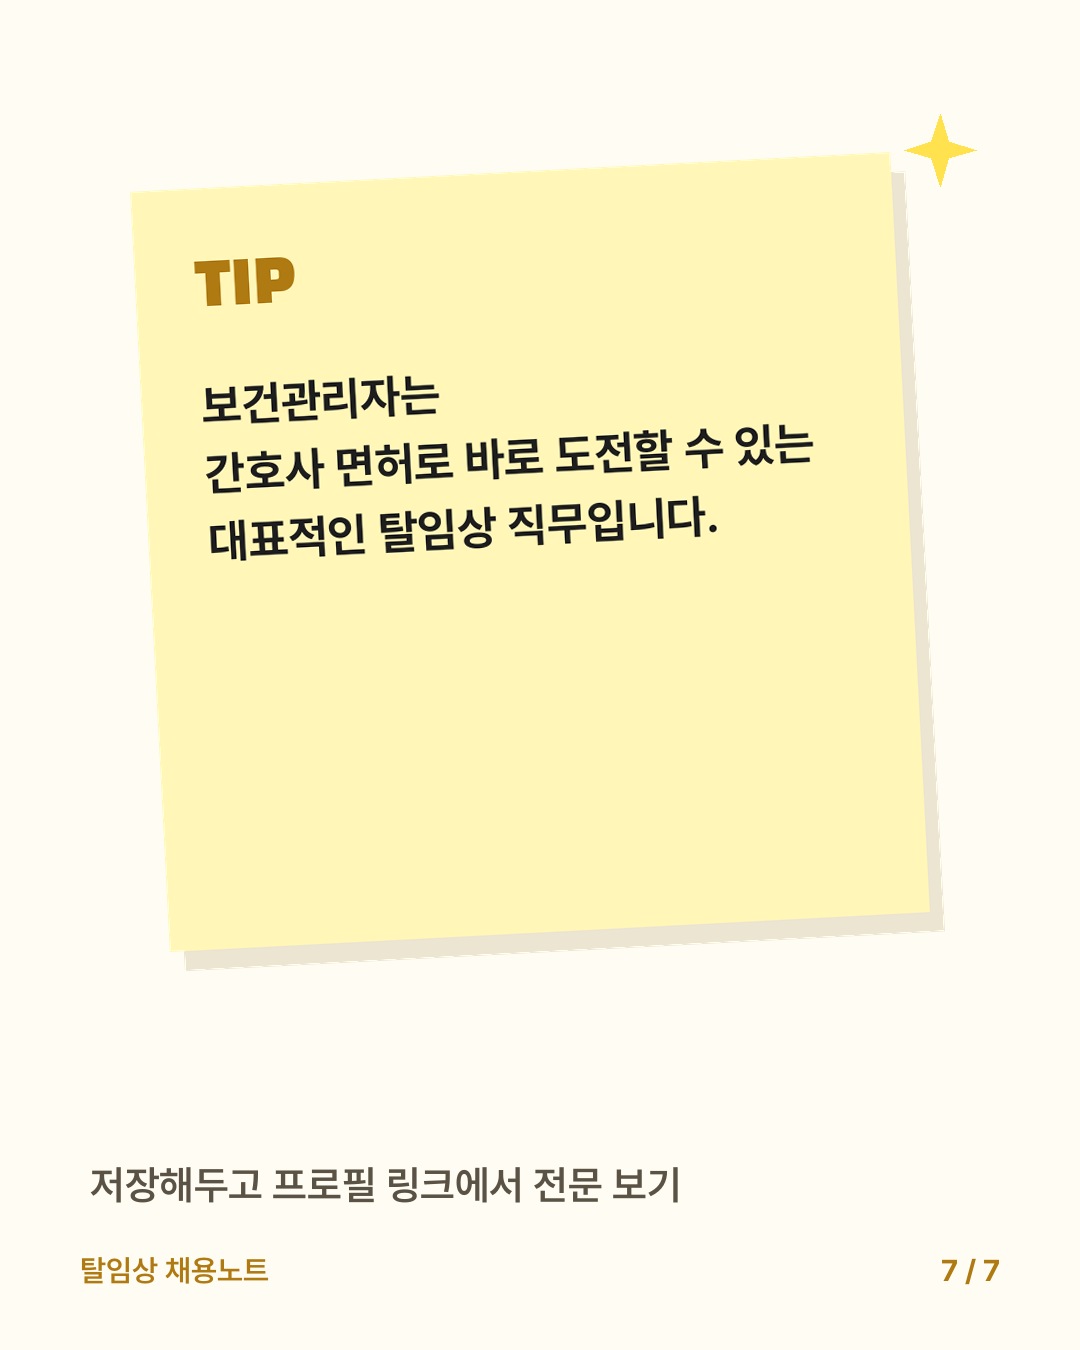 TIP
보건관리자는
간호사 면허로 바로 도전할 수 있는
대표적인 탈임상 직무입니다.
저장해두고 프로필 링크에서 전문 보기
탈임상 채용노트
7 / 7